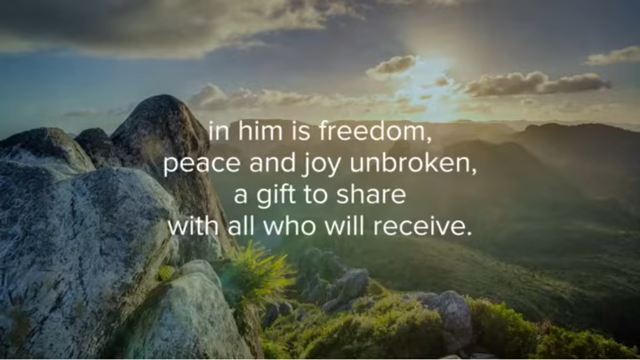 in him is freedom,
peace and joy unbroken,
a gift to share
with all who will receive.